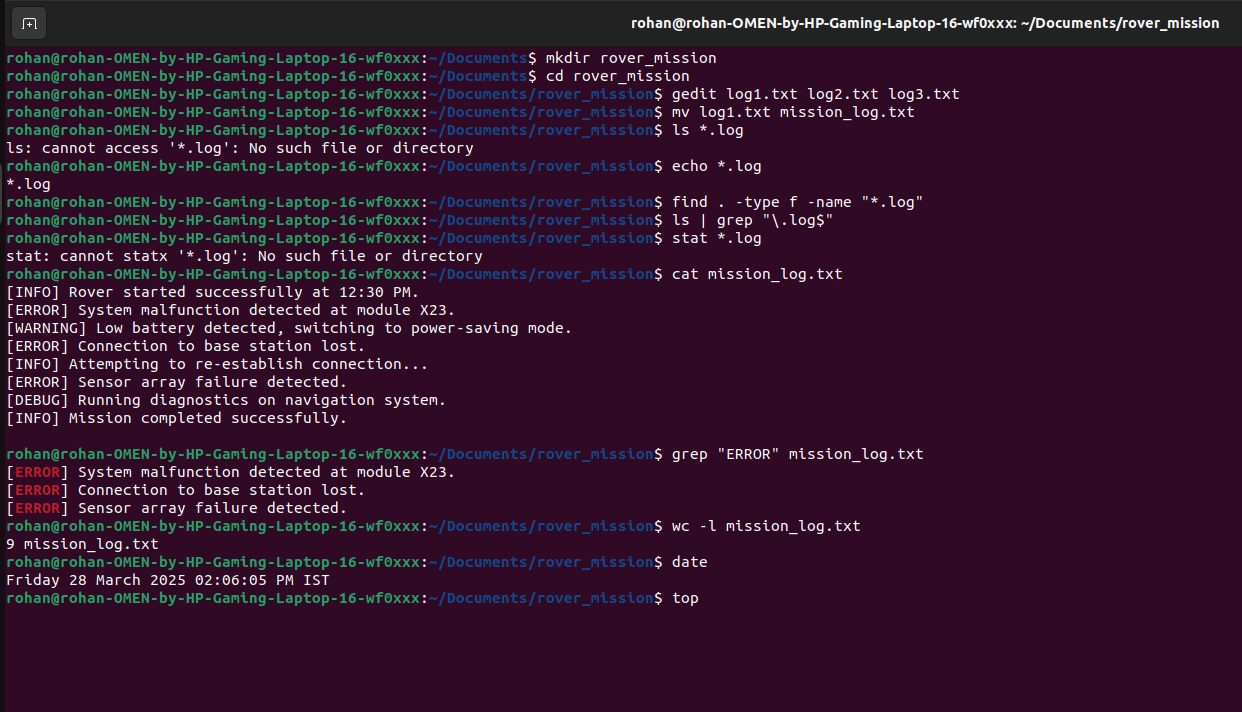 rohan@rohan-OMEN-by-HP-Gaming-Laptop-16-wf0xxx: ~/Documents/rover_mission
rohan@rohan-OMEN-by-HP-Gaming-Laptop-16-wf0xxx:~/Documents$ mkdir rover_mission
rohan@rohan-OMEN-by-HP-Gaming-Laptop-16-wf0xxx:~/Documents$ cd rover_mission
rohan@rohan-OMEN-by-HP-Gaming-Laptop-16-wf0xxx:~/Documents/rover_mission$ gedit log1.txt log2.txt log3.txt
rohan@rohan-OMEN-by-HP-Gaming-Laptop-16-wf0xxx:~/Documents/rover_mission$ mv log1.txt mission_log.txt
rohan@rohan-OMEN-by-HP-Gaming-Laptop-16-wf0xxx:~/Documents/rover_mission$ ls *.log
ls: cannot access '*.log': No such file or directory
rohan@rohan-OMEN-by-HP-Gaming-Laptop-16-wf0xxx:~/Documents/rover_mission$ echo *.log
*.log
rohan@rohan-OMEN-by-HP-Gaming-Laptop-16-wf0xxx:~/Documents/rover_mission$ find . -type f -name "*.log"
rohan@rohan-OMEN-by-HP-Gaming-Laptop-16-wf0xxx:~/Documents/rover_mission$ ls | grep "\.log$"
rohan@rohan-OMEN-by-HP-Gaming-Laptop-16-wf0xxx:~/Documents/rover_mission$ stat *.log
stat: cannot statx '*.log': No such file or directory
rohan@rohan-OMEN-by-HP-Gaming-Laptop-16-wf0xxx:~/Documents/rover_mission$ cat mission_log.txt
[INFO] Rover started successfully at 12:30 PM.
[ERROR] System malfunction detected at module X23.
[WARNING] Low battery detected, switching to power-saving mode.
[ERROR] Connection to base station lost.
[INFO] Attempting to re-establish connection...
[ERROR] Sensor array failure detected.
[DEBUG] Running diagnostics on navigation system.
[INFO] Mission completed successfully.
rohan@rohan-OMEN-by-HP-Gaming-Laptop-16-wf0xxx:~/Documents/rover_mission$ grep "ERROR" mission_log.txt
[ERROR] System malfunction detected at module X23.
[ERROR] Connection to base station lost.
[ERROR] Sensor array failure detected.
rohan@rohan-OMEN-by-HP-Gaming-Laptop-16-wf0xxx:~/Documents/rover_mission$ wc -l mission_log.txt
9 mission_log.txt
rohan@rohan-OMEN-by-HP-Gaming-Laptop-16-wf0xxx:~/Documents/rover_mission$ date
Friday 28 March 2025 02:06:05 PM IST
rohan@rohan-OMEN-by-HP-Gaming-Laptop-16-wf0xxx:~/Documents/rover_mission$ top